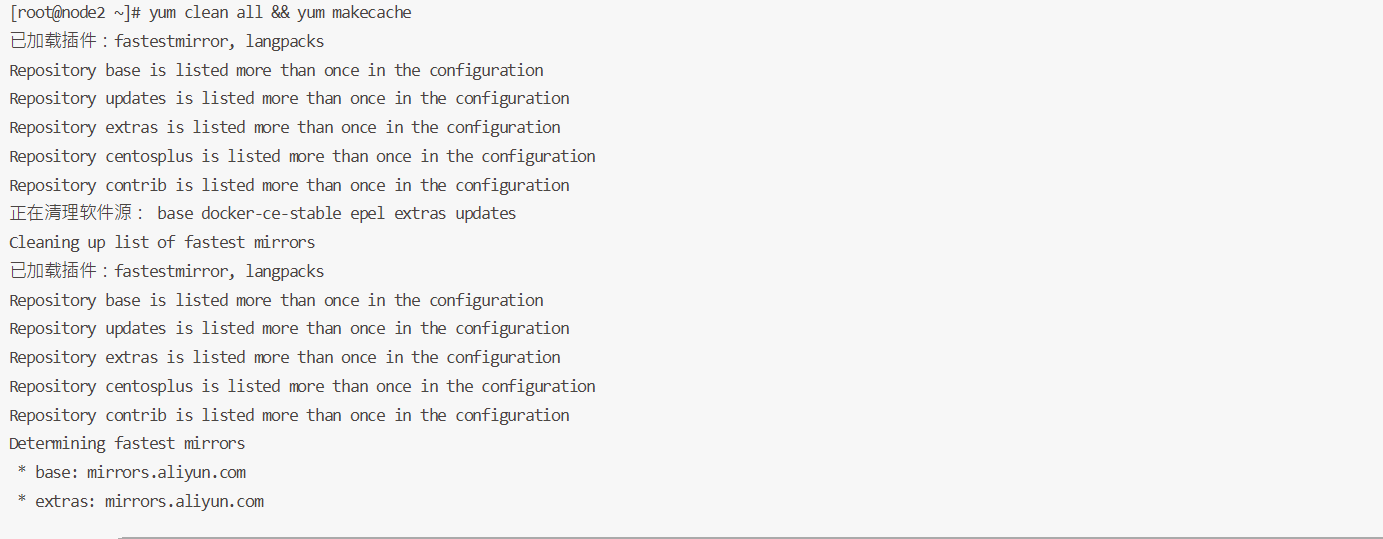 [root@node2 ~]# yum clean all && yum makecache
已加载插件：fastestmirror, langpacks
Repository base is listed more than once in the configuration
Repository updates is listed more than once in the configuration
Repository extras is listed more than once in the configuration
Repository centosplus is listed more than once in the configuration
Repository contrib is listed more than once in the configuration
正在清理软件源： base docker-ce-stable epel extras updates
Cleaning up list of fastest mirrors
已加载插件：fastestmirror, langpacks
Repository base is listed more than once in the configuration
Repository updates is listed more than once in the configuration
Repository extras is listed more than once in the configuration
Repository centosplus is listed more than once in the configuration
Repository contrib is listed more than once in the configuration
Determining fastest mirrors
 * base: mirrors.aliyun.com
 * extras: mirrors.aliyun.com